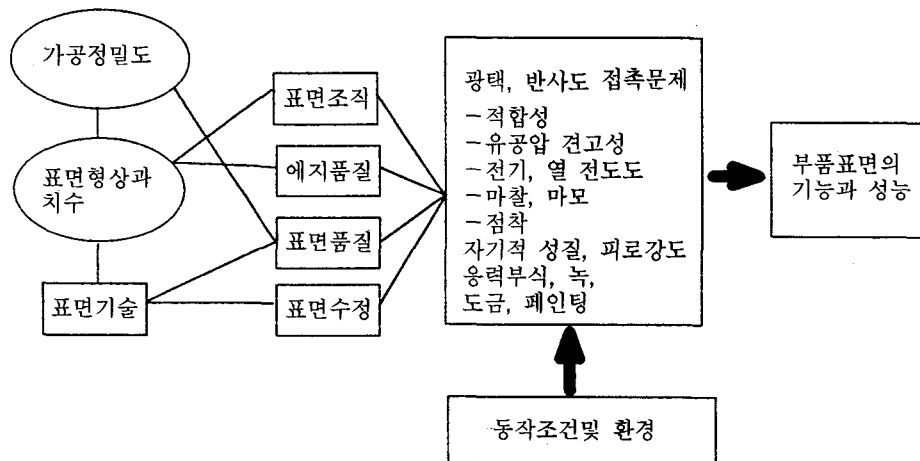 가공정밀도
표면형상과
치수
표면기술
표면조직
에지품질
표면품질
표면수정
광택, 반사도 접촉문제
-적합성
-유공압 견고성
-전기, 열 전도도
-마찰, 마모
-점착
자기적 성질, 피로강도
응력부식, 녹,
도금, 페인팅
부품표면의
기능과 성능
동작조건및 환경